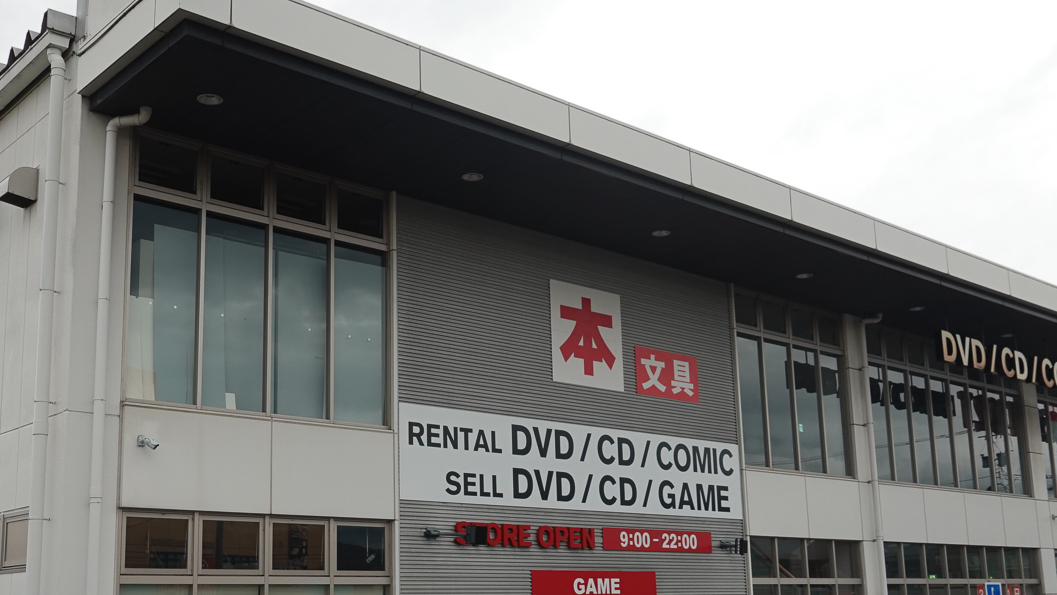 本
文具
RENTAL DVD / CD / COMIC
SELL DVD / CD / GAME
STORE OPEN 9:00-22:00
GAME
DVD / CD / CO